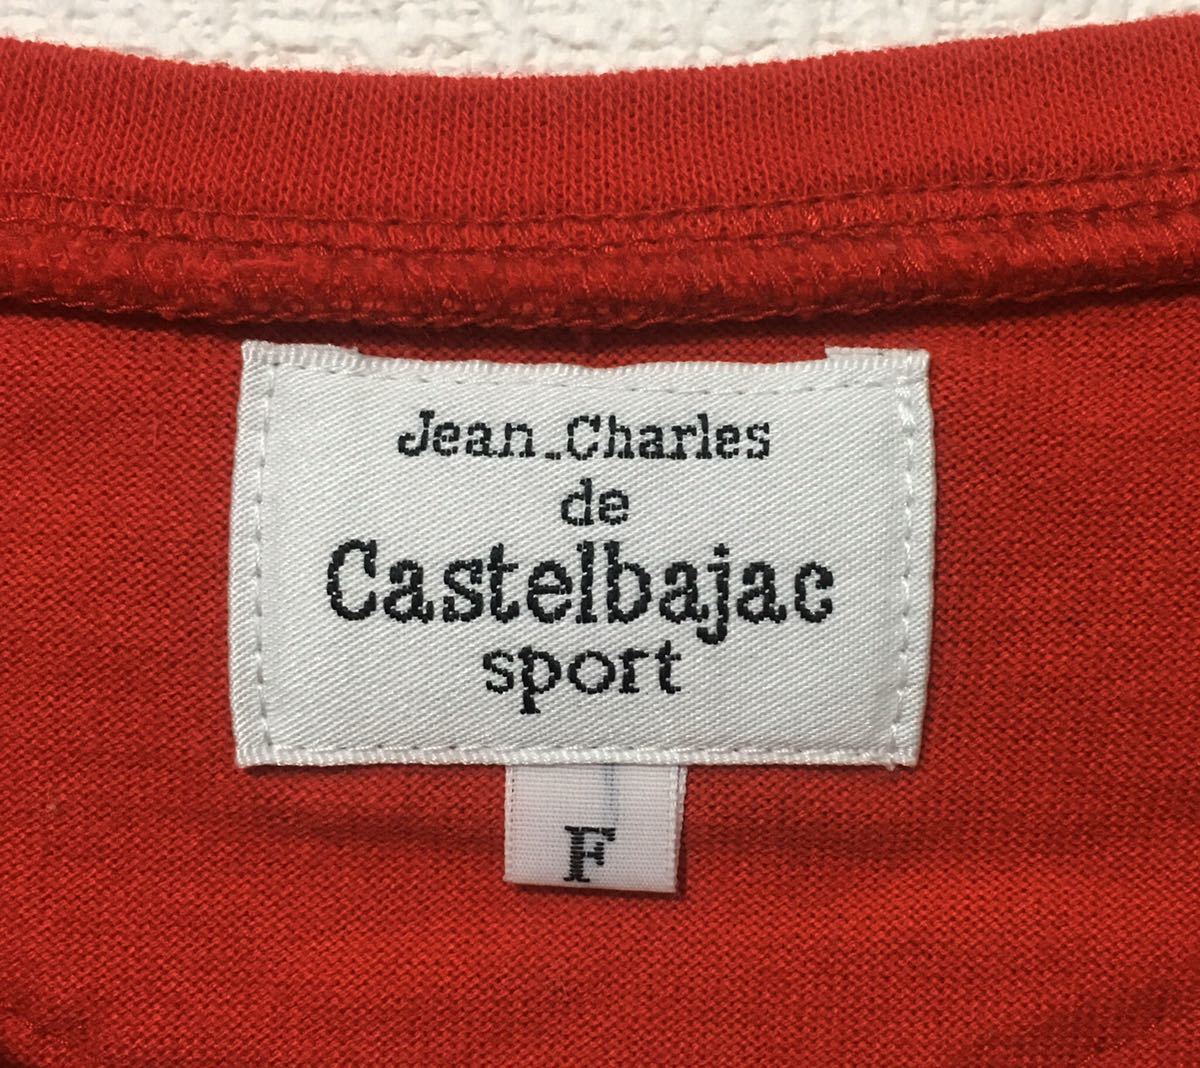 Jean-Charles
de
Castelbajac
sport
F